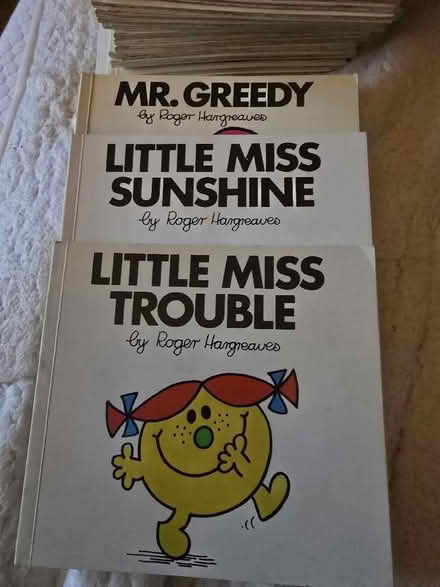 MR. GREEDY
by Roger Hargreaves
LITTLE MISS
SUNSHINE
by Roger Hargreaves
LITTLE MISS
TROUBLE
by Roger Hargreaves